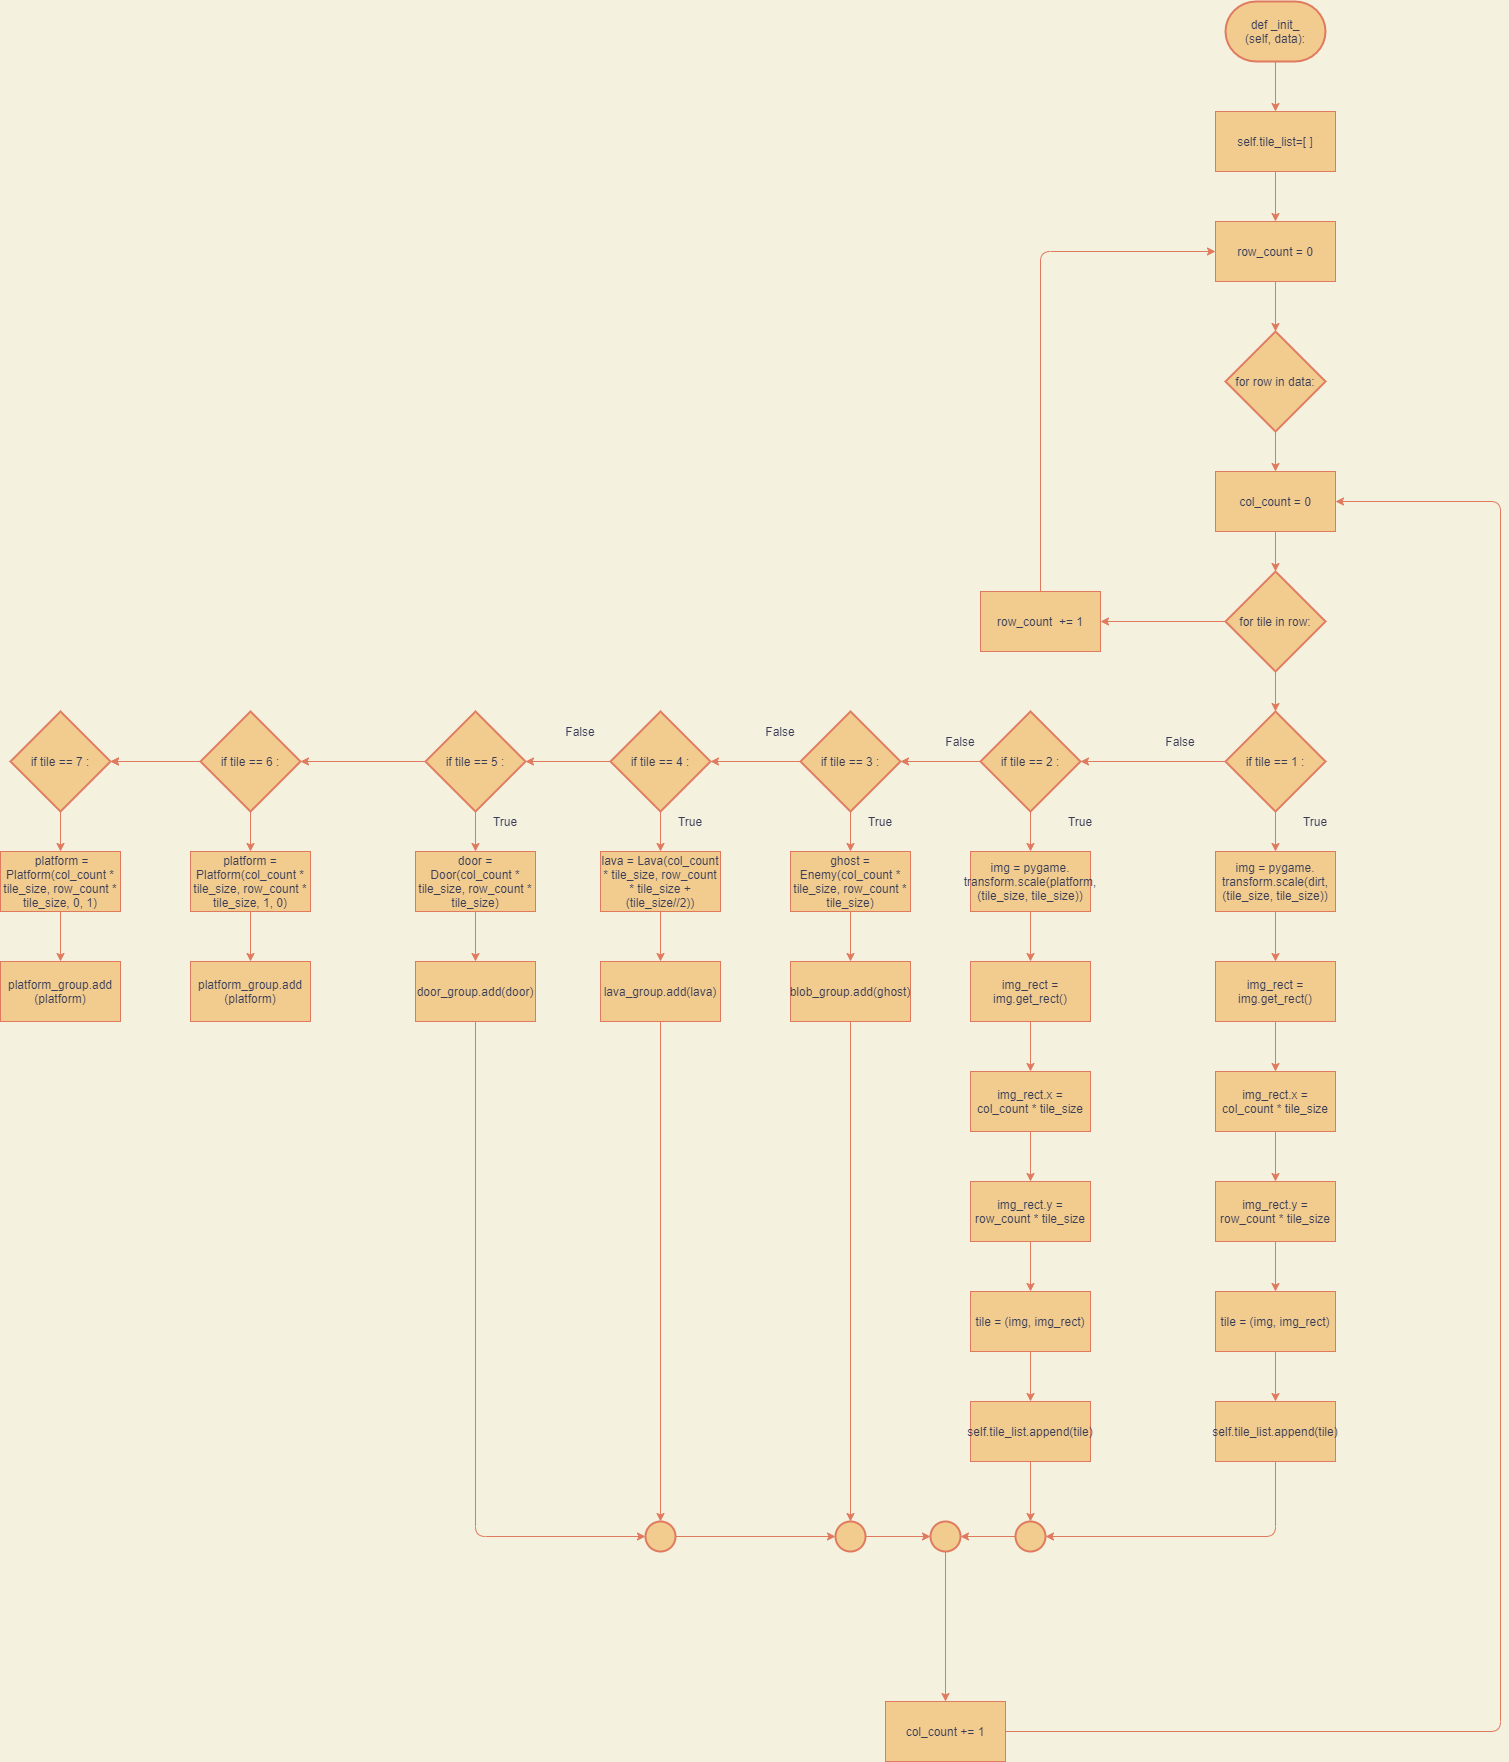 def _init_
(self, data):
self.tile_list=[ ]
row_count = 0
for row in data:
col_count = 0
for tile in row:
row_count  += 1
if tile == 7 :
if tile == 6 :
if tile == 5 :
False
if tile == 4 :
False
if tile == 3 :
False
if tile == 2 :
False
if tile == 1 :
True
True
True
True
True
platform =
Platform(col_count *
tile_size, row_count *
tile_size, 0, 1)
platform =
Platform(col_count *
tile_size, row_count *
tile_size, 1, 0)
door =
Door(col_count *
tile_size, row_count *
tile_size)
lava = Lava(col_count
* tile_size, row_count
* tile_size +
(tile_size//2))
ghost =
Enemy(col_count *
tile_size, row_count *
tile_size)
img = pygame.
transform.scale(platform,
(tile_size, tile_size))
img = pygame.
transform.scale(dirt,
(tile_size, tile_size))
platform_group.add
(platform)
platform_group.add
(platform)
door_group.add(door)
lava_group.add(lava)
blob_group.add(ghost)
img_rect =
img.get_rect()
img_rect =
img.get_rect()
img_rect.x =
col_count * tile_size
img_rect.x =
col_count * tile_size
img_rect.y =
row_count * tile_size
img_rect.y =
row_count * tile_size
tile = (img, img_rect)
tile = (img, img_rect)
self.tile_list.append(tile)
self.tile_list.append(tile)
col_count += 1